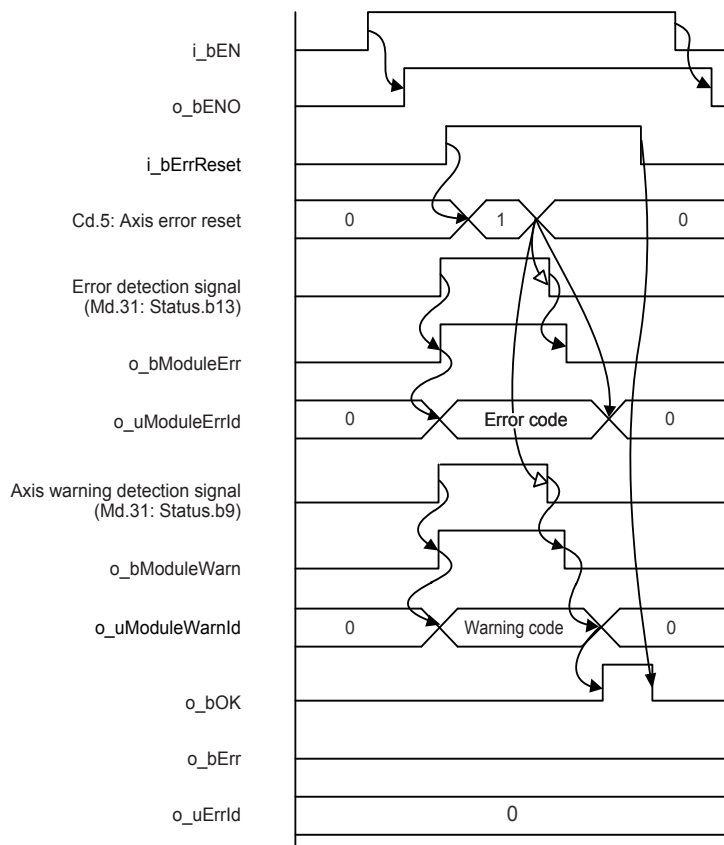 i_bEN
o_bENO
i_bErrReset
Cd.5: Axis error reset
0
1
0
Error detection signal
(Md.31: Status.b13)
o_bModuleErr
o_uModuleErrId
0
Error code
0
Axis warning detection signal
(Md.31: Status.b9)
o_bModuleWarn
o_uModuleWarnId
0
Warning code
0
o_bOK
o_bErr
o_uErrId
0